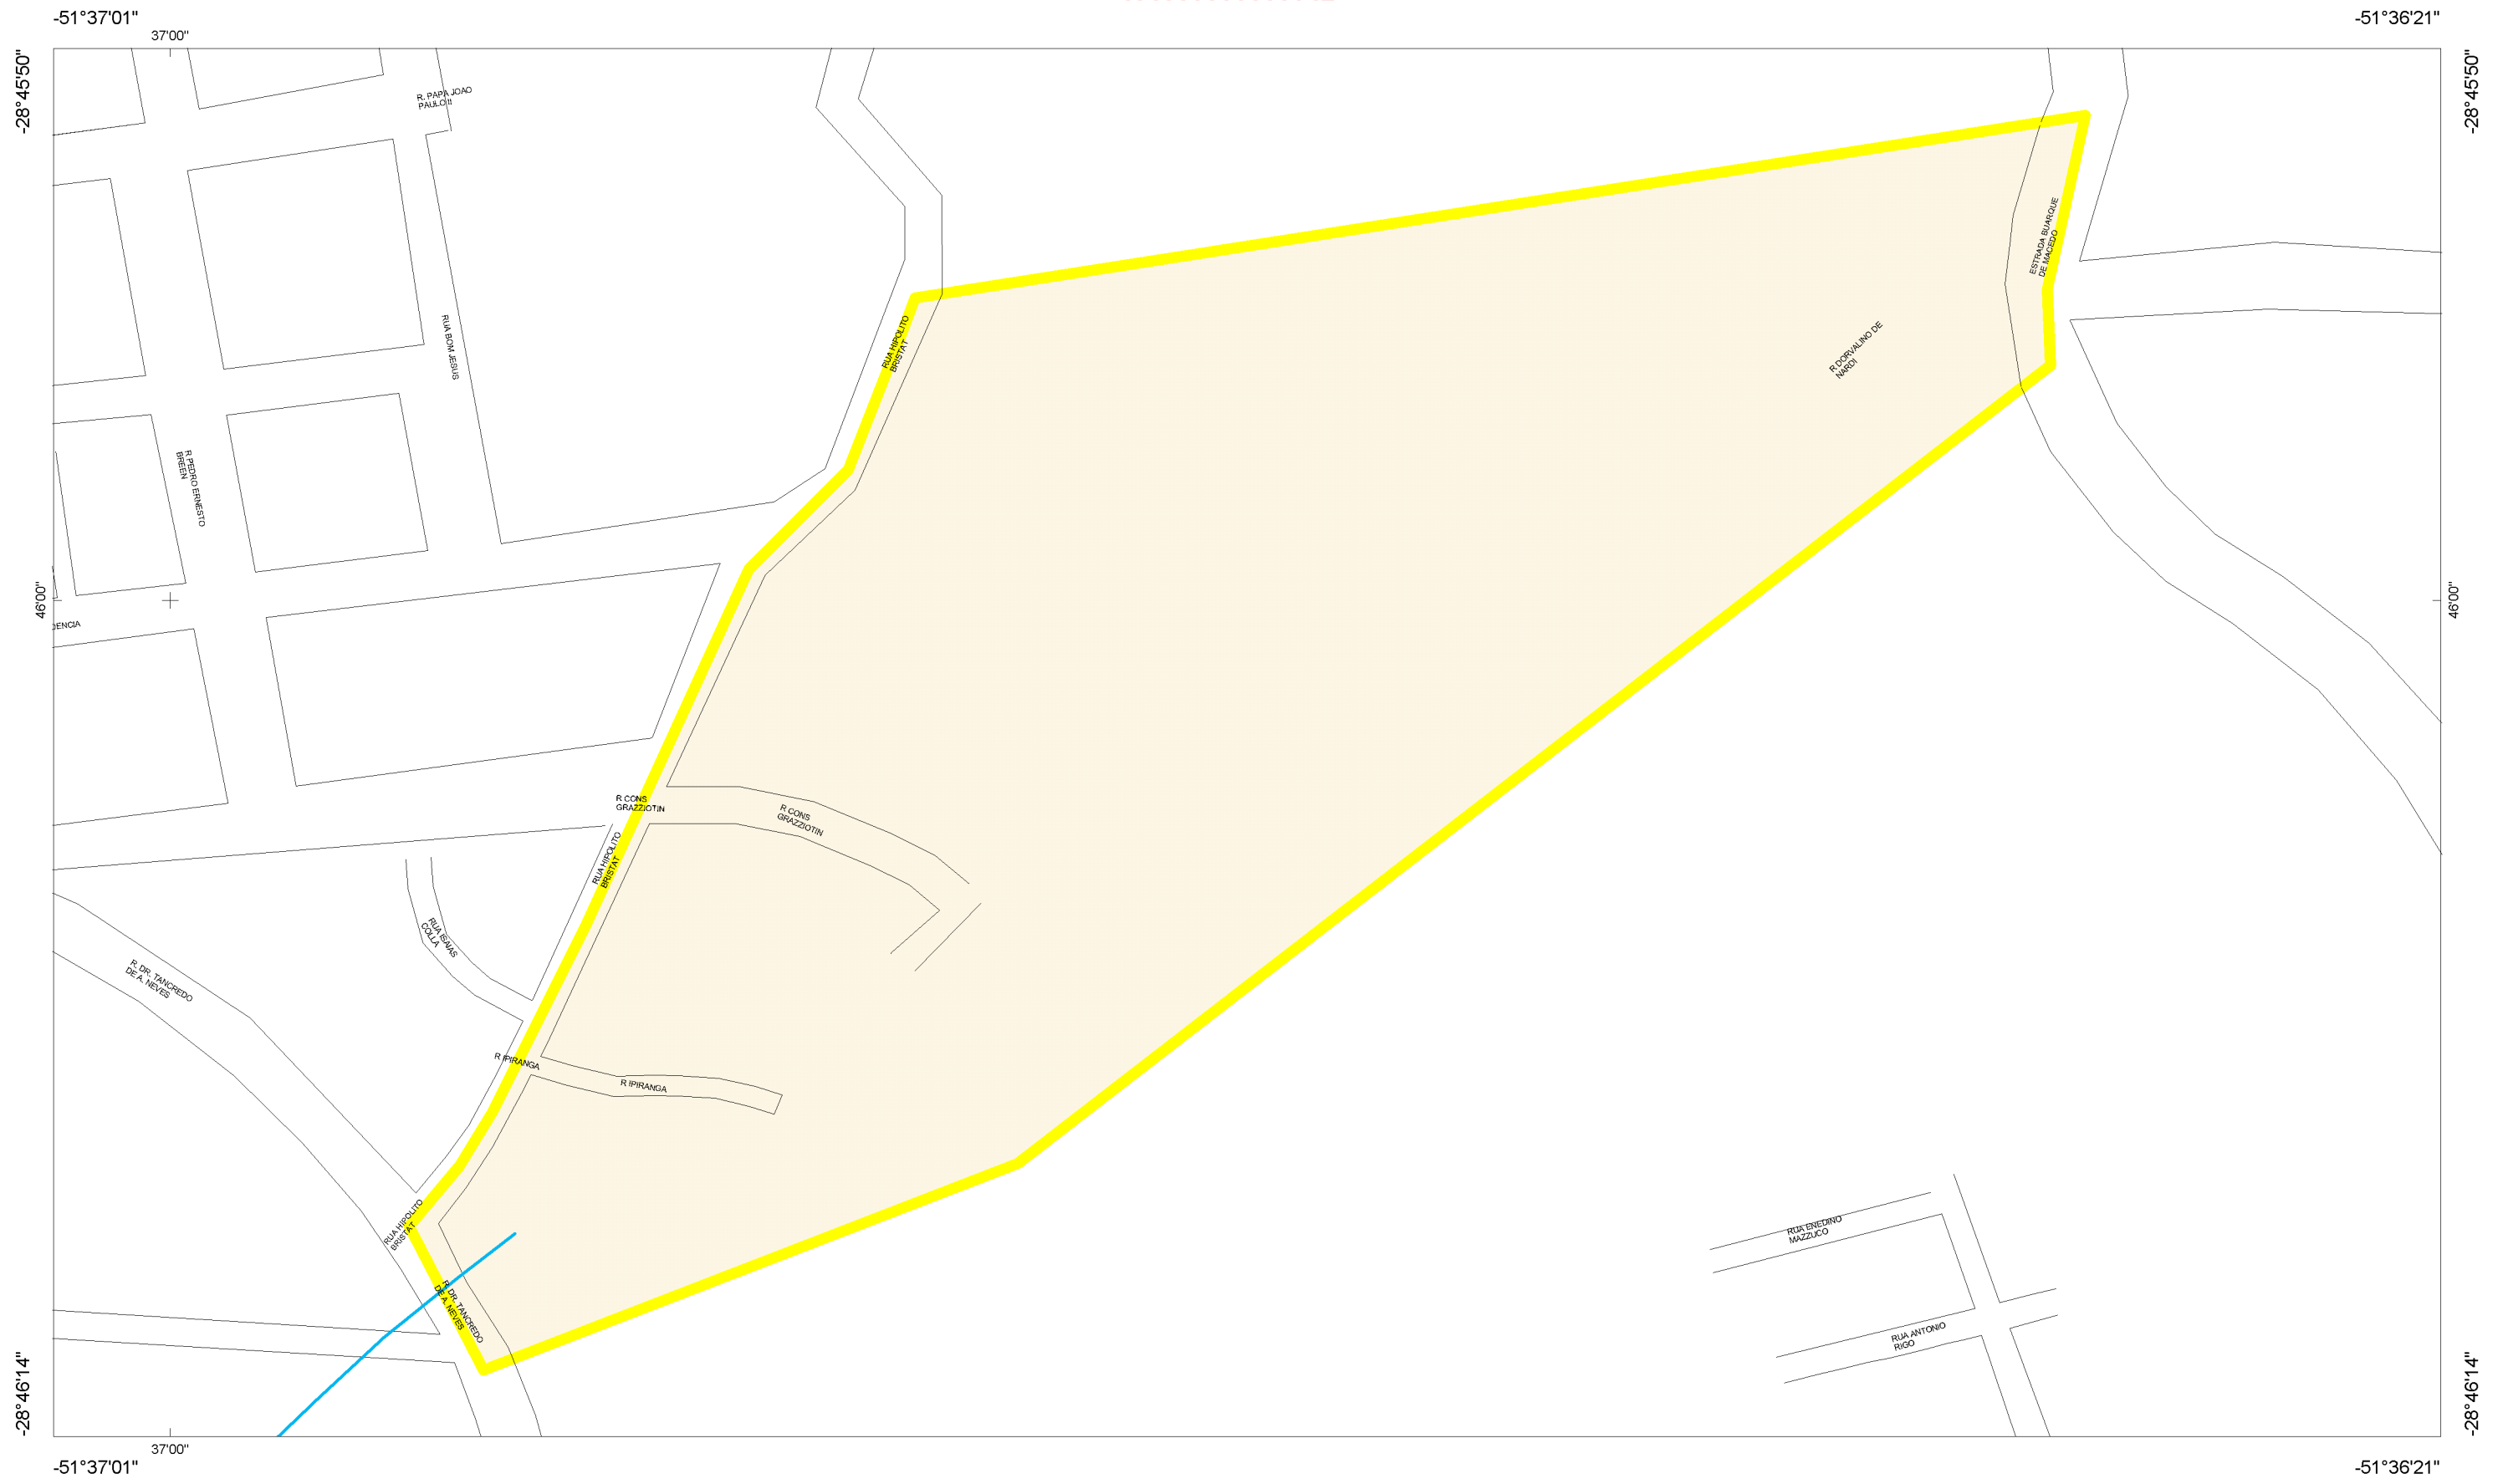 -51°37'01"
-51°36'21"
37'00"
-28°45'50"
-28°45'50"
R. PAPA JOAO
PAULO II
ESTRADA BUARQUE
DE MACEDO
RUA HIPOLITO
BRISTAT
RUA BOM JESUS
R DORVALINO DE
NARDI
R PEDRO ERNESTO
BREEN
46'00"
46'00"
DENCIA
R CONS
GRAZZIOTIN
R CONS
GRAZZIOTIN
RUA HIPOLITO
BRISTAT
RUA ISAIAS
COLLA
R. DR. TANCREDO
DE A. NEVES
R IPIRANGA
R IPIRANGA
RUA HIPOLITO
BRISTAT
RUA ENEDINO
MAZZUCO
R. DR. TANCREDO
DE A. NEVES
RUA ANTONIO
RIGO
-28°46'14"
-28°46'14"
37'00"
-51°37'01"
-51°36'21"